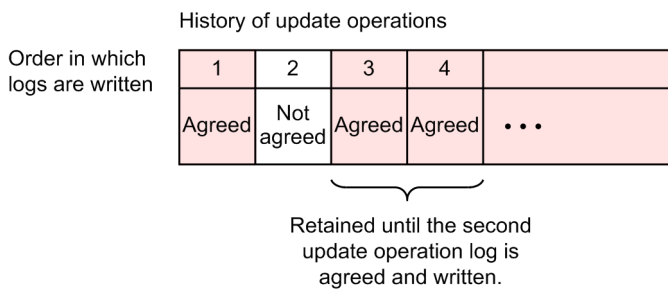 History of update operations
Order in which
logs are written
1 2 3 4
Agreed Not agreed Agreed Agreed • • •
Retained until the second
update operation log is
agreed and written.